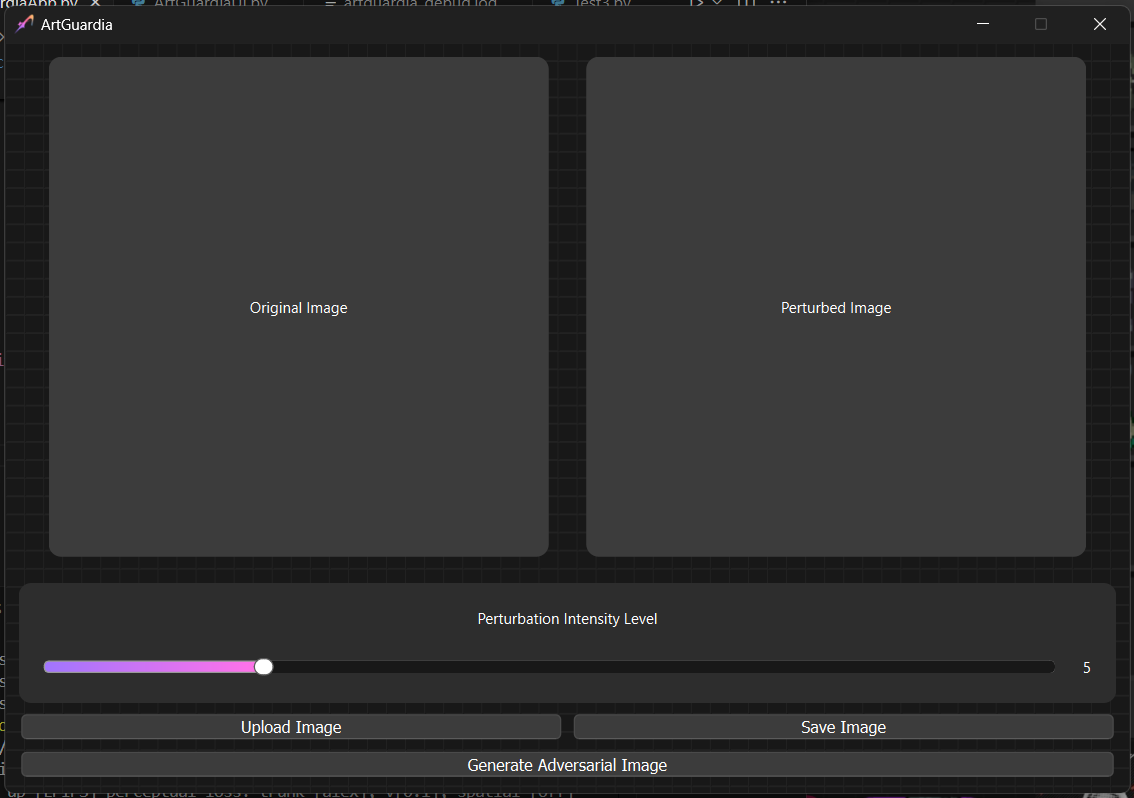 ArtGuardia
Original Image
Perturbed Image
Perturbation Intensity Level
5
Upload Image
Save Image
Generate Adversarial Image